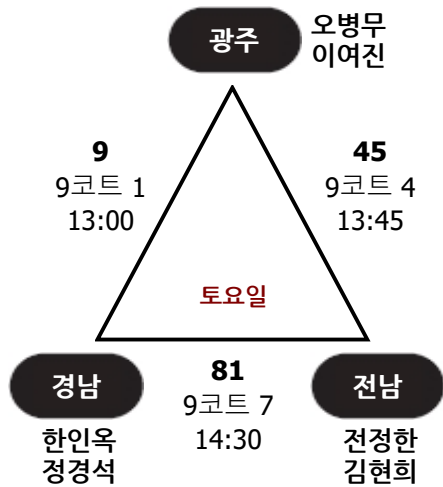 광주
오병무
이여진
9
9코트 1
13:00
45
9코트 4
13:45
토요일
경남
한인옥
정경석
81
9코트 7
14:30
전남
전정한
김현희